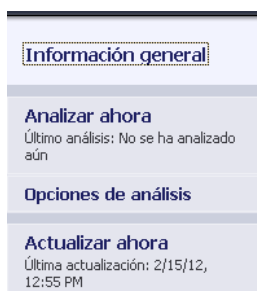 Información general
Analizar ahora
Último análisis: No se ha analizado
aún
Opciones de análisis
Actualizar ahora
Última actualización: 2/15/12,
12:55 PM